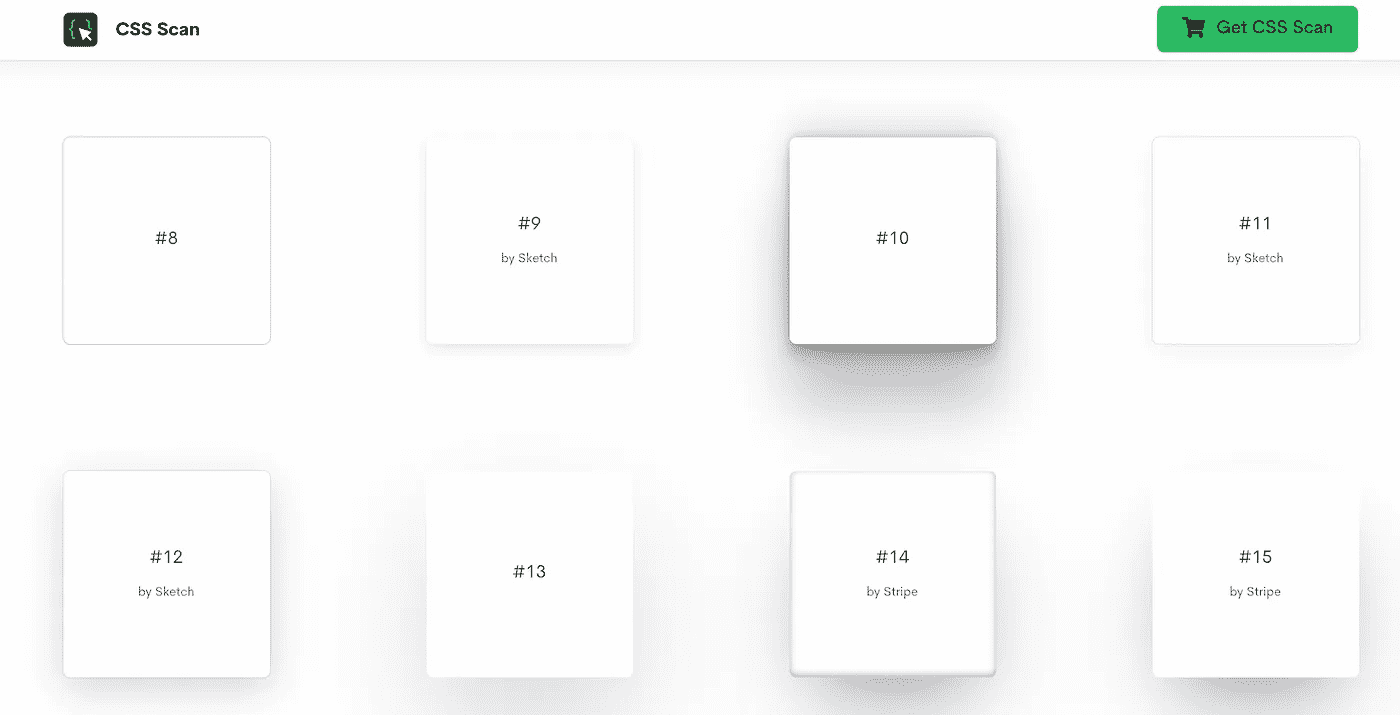 CSS Scan
Get CSS Scan
#8
#9
by Sketch
#10
#11
by Sketch
#12
by Sketch
#13
#14
by Stripe
#15
by Stripe